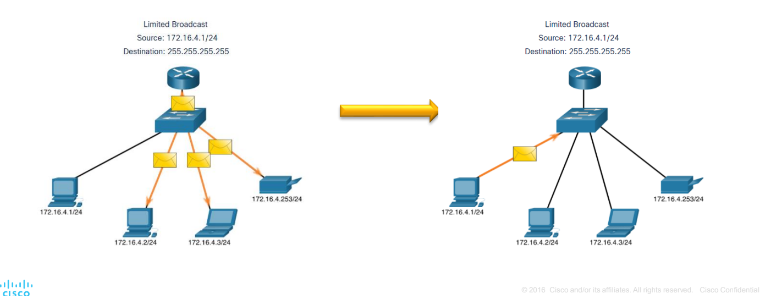 Limited Broadcast
Source: 172.16.4.1/24
Destination: 255.255.255.255
172.16.4.1/24
172.16.4.2/24
172.16.4.3/24
172.16.4.253/24
Limited Broadcast
Source: 172.16.4.1/24
Destination: 255.255.255.255
172.16.4.1/24
172.16.4.2/24
172.16.4.3/24
172.16.4.253/24
CISCO
© 2016 Cisco and/or its affiliates. All rights reserved. Cisco Confidential